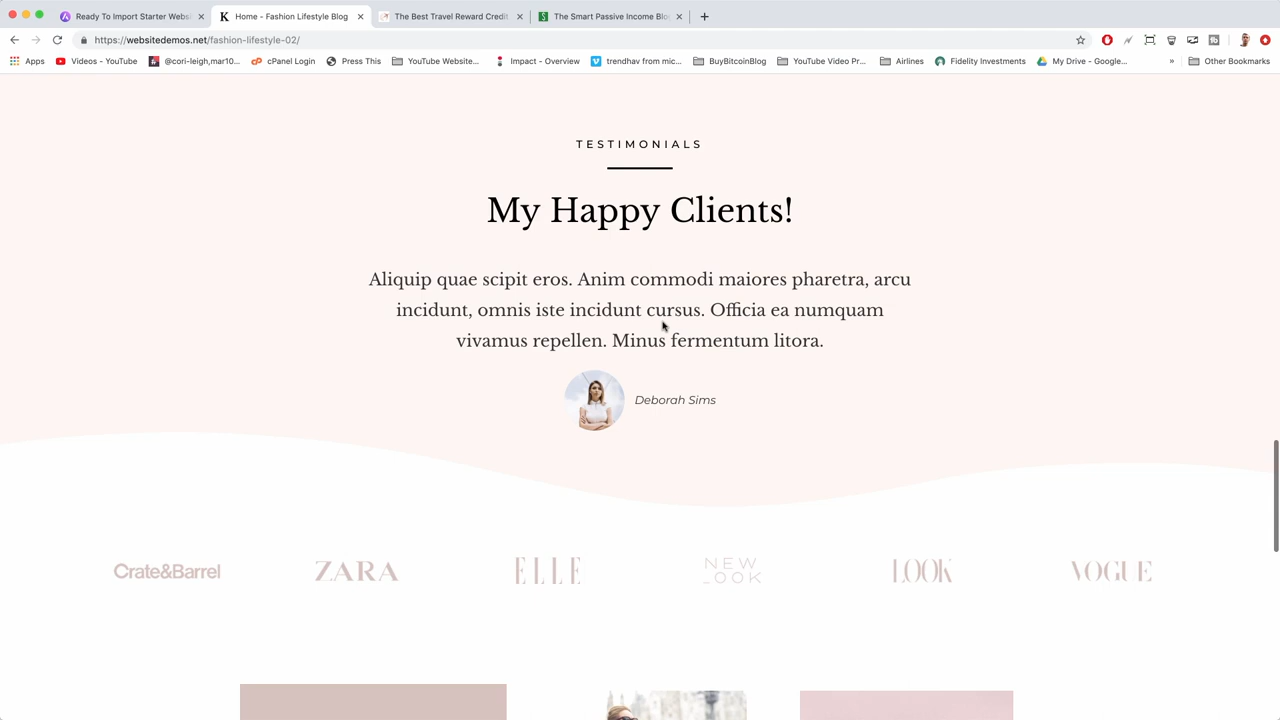 Ready To Import Starter Websi
Home - Fashion Lifestyle Blog
The Best Travel Reward Credit
The Smart Passive Income Blo
https://websitedemos.net/fashion-lifestyle-02/
Apps
Videos - YouTube
@cori-leigh,mar10...
cPanel Login
Press This
YouTube Website...
Impact - Overview
trendhav from mic...
BuyBitcoinBlog
YouTube Video Pr...
Airlines
Fidelity Investments
My Drive - Google...
»
Other Bookmarks
TESTIMONIALS
My Happy Clients!
Aliquip quae scipit eros. Anim commodi maiores pharetra, arcu
incidunt, omnis iste incidunt cursus. Officia ea numquam
vivamus repellen. Minus fermentum litora.
Deborah Sims
Crate&Barrel
ZARA
ELLE
NEW
LOOK
LOOK
VOGUE